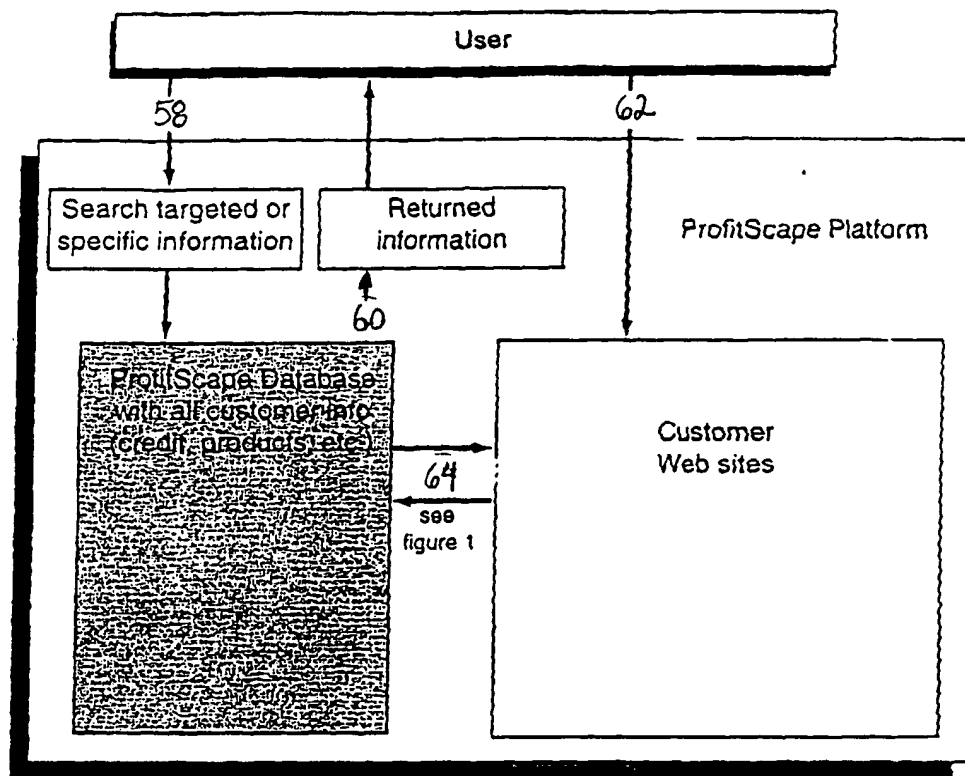 User
58
62
Search targeted or
specific information
Returned
information
ProfitScape Platform
60
ProfitScape Database
with all customer info
(credit, products, etc.)
Customer
Web sites
64
see
figure 1